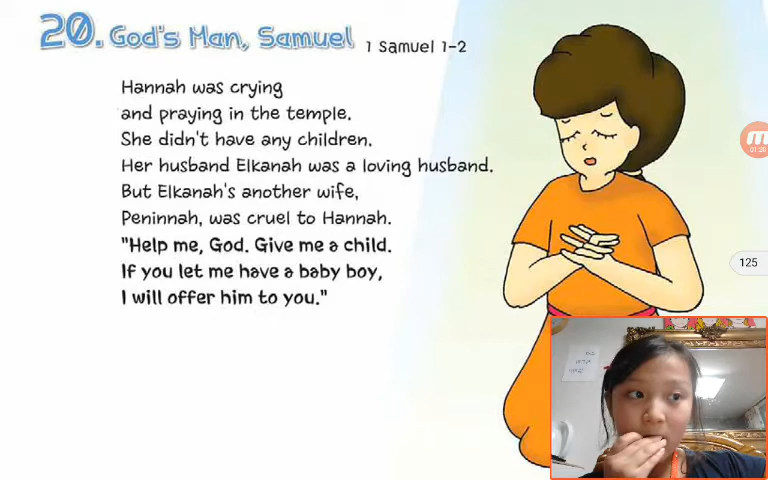 20. God's Man, Samuel 1 Samuel 1-2
Hannah was crying
and praying in the temple.
She didn't have any children.
Her husband Elkanah was a loving husband.
But Elkanah's another wife,
Peninnah, was cruel to Hannah.
"Help me, God. Give me a child.
If you let me have a baby boy,
I will offer him to you."
125